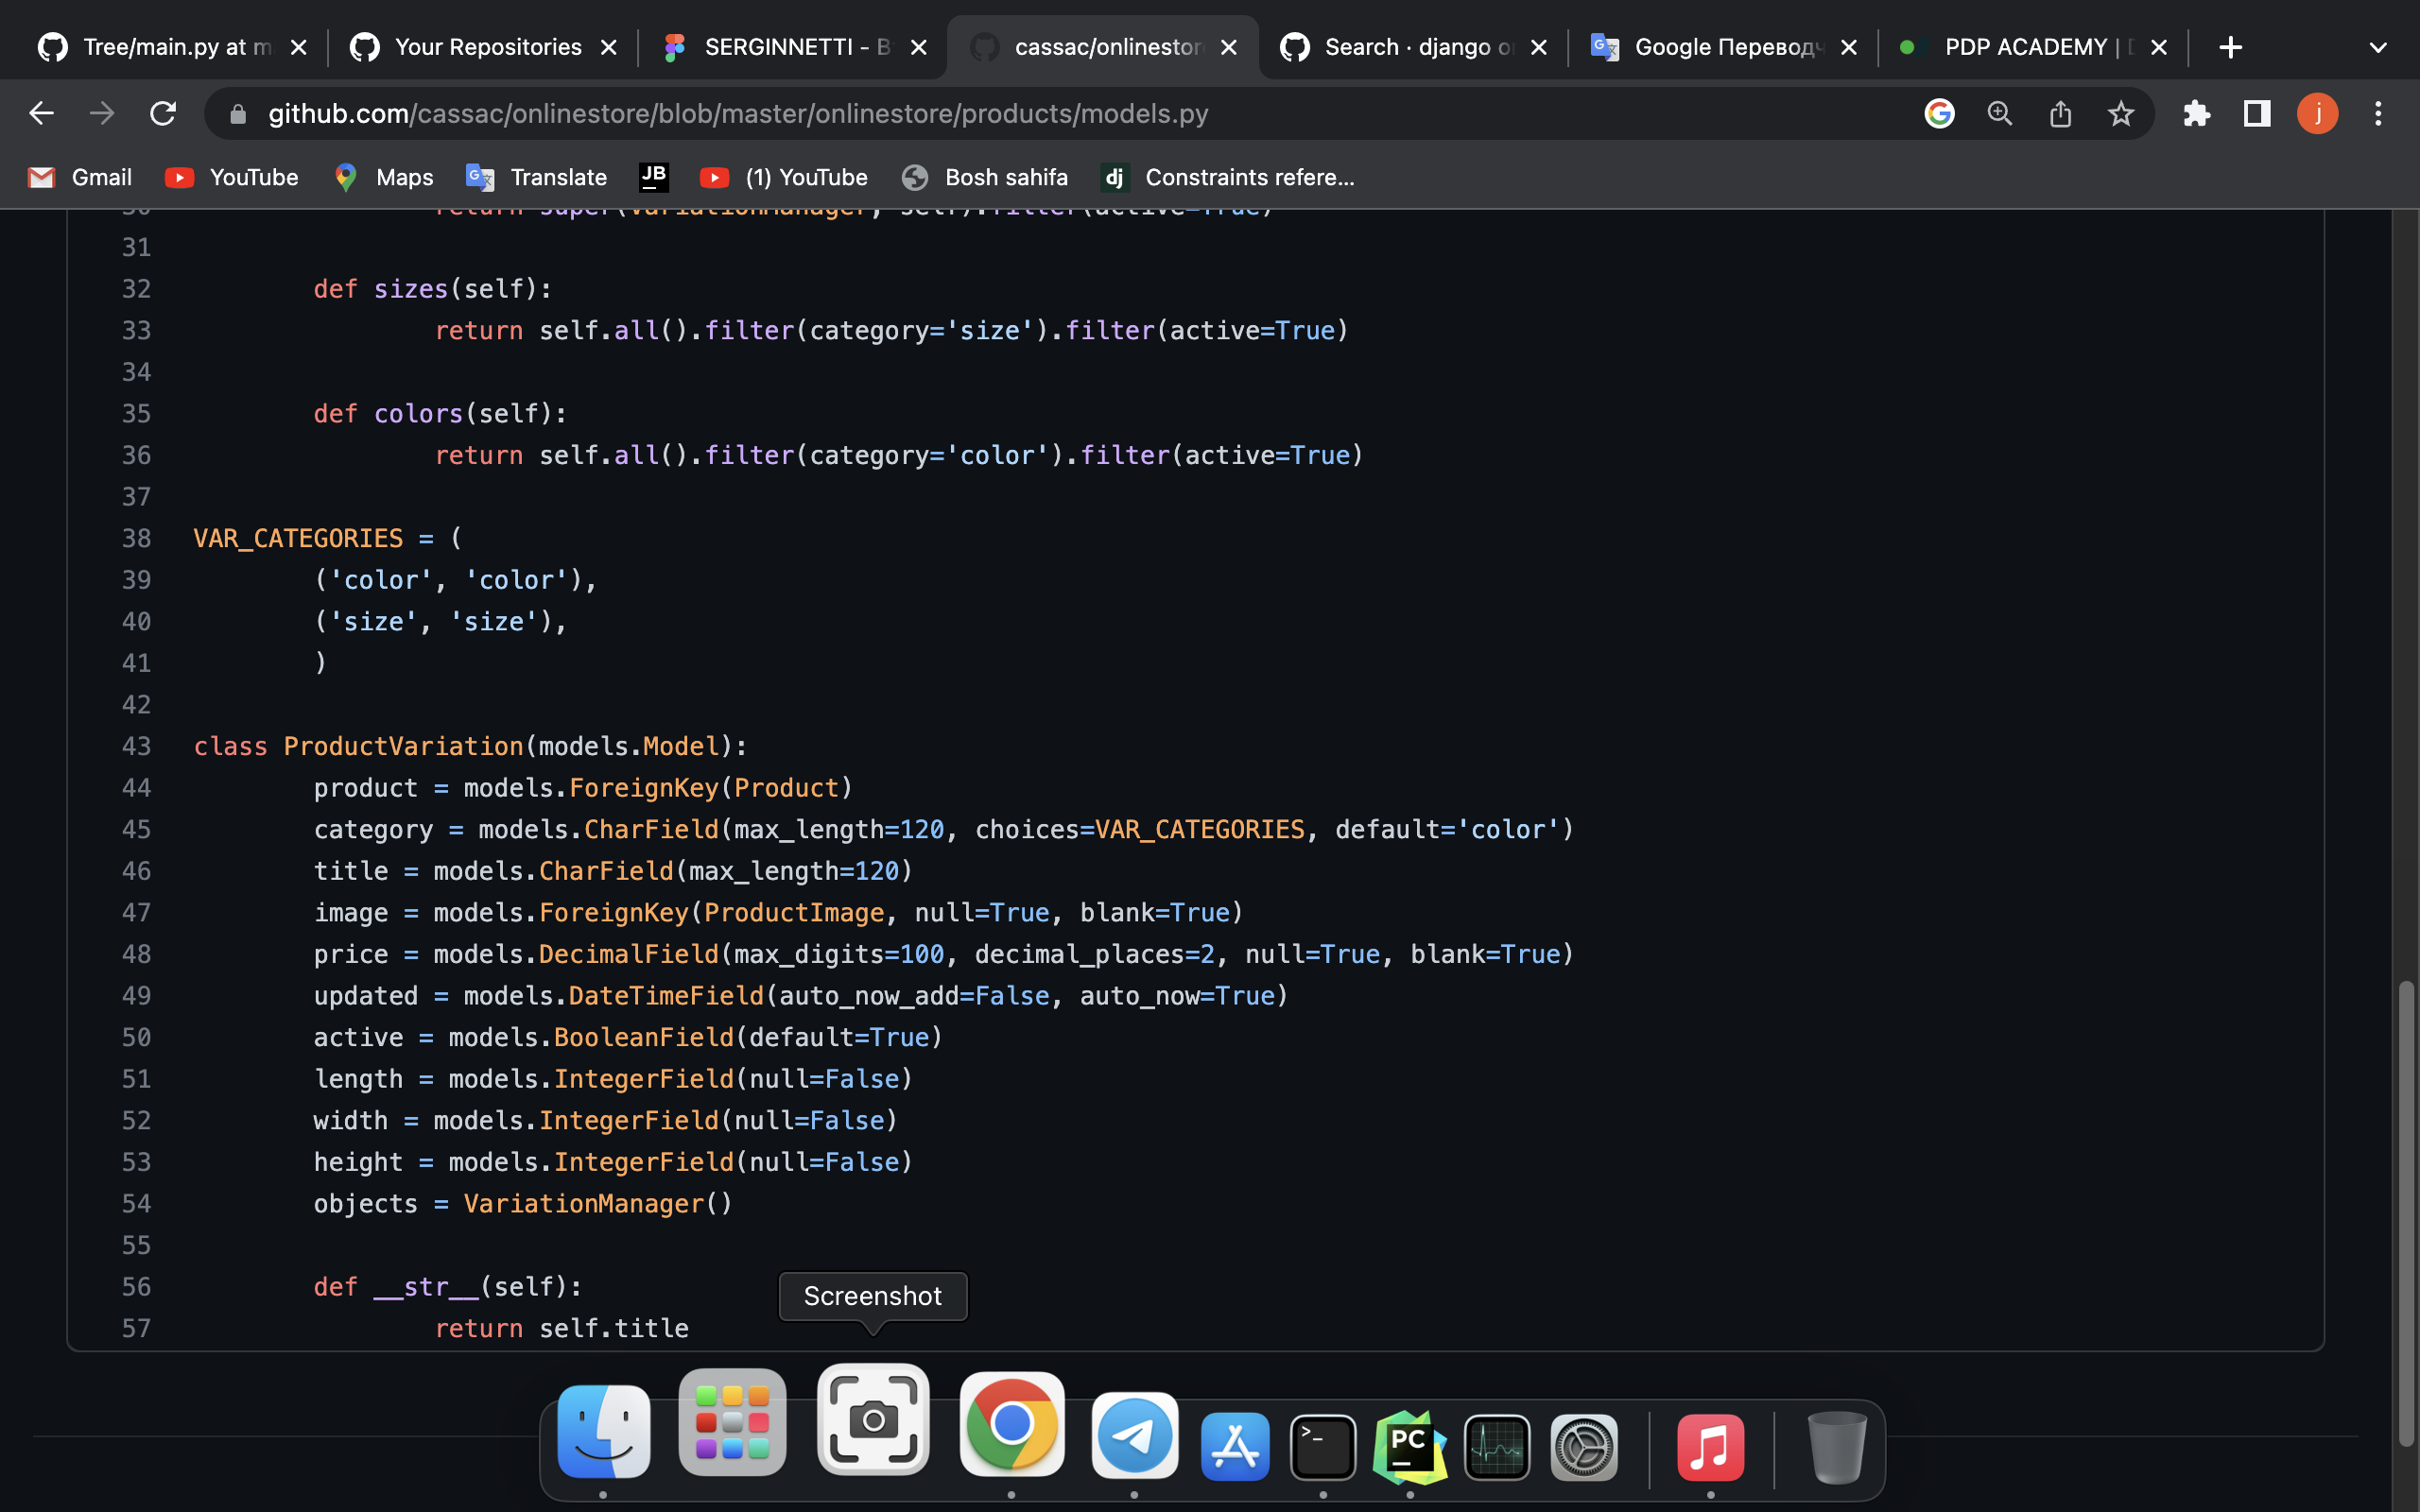 Tree/main.py at m
Your Repositories
SERGINNETTI - B
cassac/onlinestor
Search · django o
Google Переводч
PDP ACADEMY |
github.com/cassac/onlinestore/blob/master/onlinestore/products/models.py
j
Gmail
YouTube
Maps
Translate
JB
(1) YouTube
Bosh sahifa
dj
Constraints refere...
30 return super(VariationManager, self).filter(active=True)
31
32 def sizes(self):
33 return self.all().filter(category='size').filter(active=True)
34
35 def colors(self):
36 return self.all().filter(category='color').filter(active=True)
37
38 VAR_CATEGORIES = (
39 ('color', 'color'),
40 ('size', 'size'),
41 )
42
43 class ProductVariation(models.Model):
44 product = models.ForeignKey(Product)
45 category = models.CharField(max_length=120, choices=VAR_CATEGORIES, default='color')
46 title = models.CharField(max_length=120)
47 image = models.ForeignKey(ProductImage, null=True, blank=True)
48 price = models.DecimalField(max_digits=100, decimal_places=2, null=True, blank=True)
49 updated = models.DateTimeField(auto_now_add=False, auto_now=True)
50 active = models.BooleanField(default=True)
51 length = models.IntegerField(null=False)
52 width = models.IntegerField(null=False)
53 height = models.IntegerField(null=False)
54 objects = VariationManager()
55
56 def __str__(self):
57 return self.title
Screenshot
>_
PC